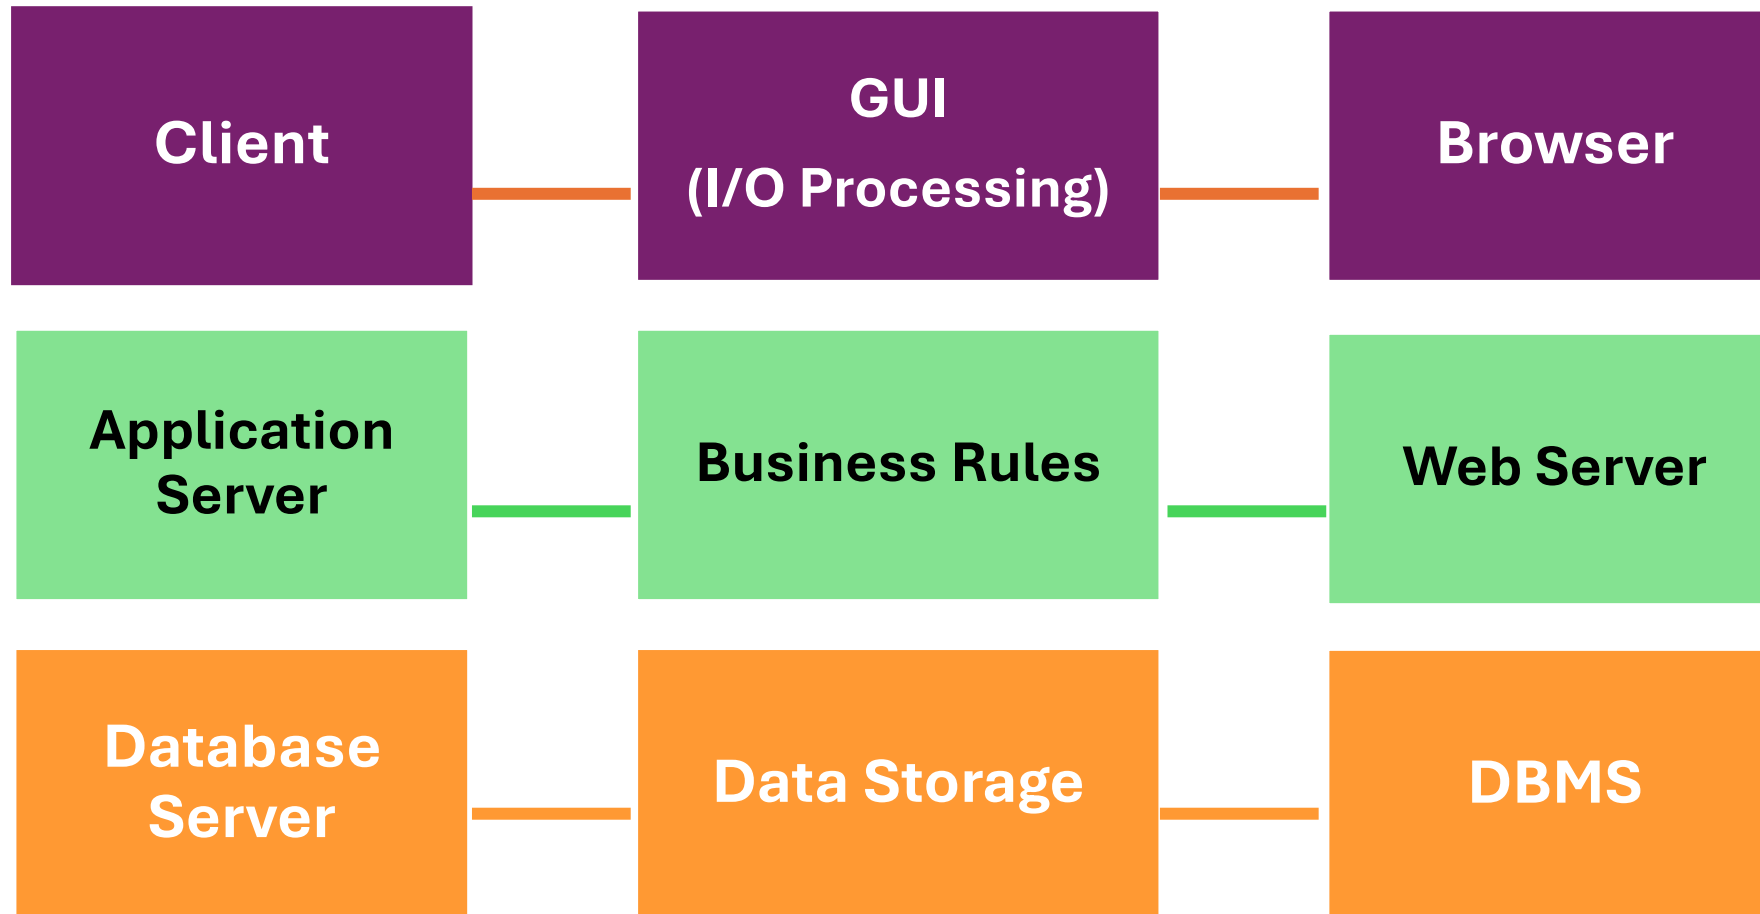 Client
GUI
(I/O Processing)
Browser
Application
Server
Business Rules
Web Server
Database
Server
Data Storage
DBMS